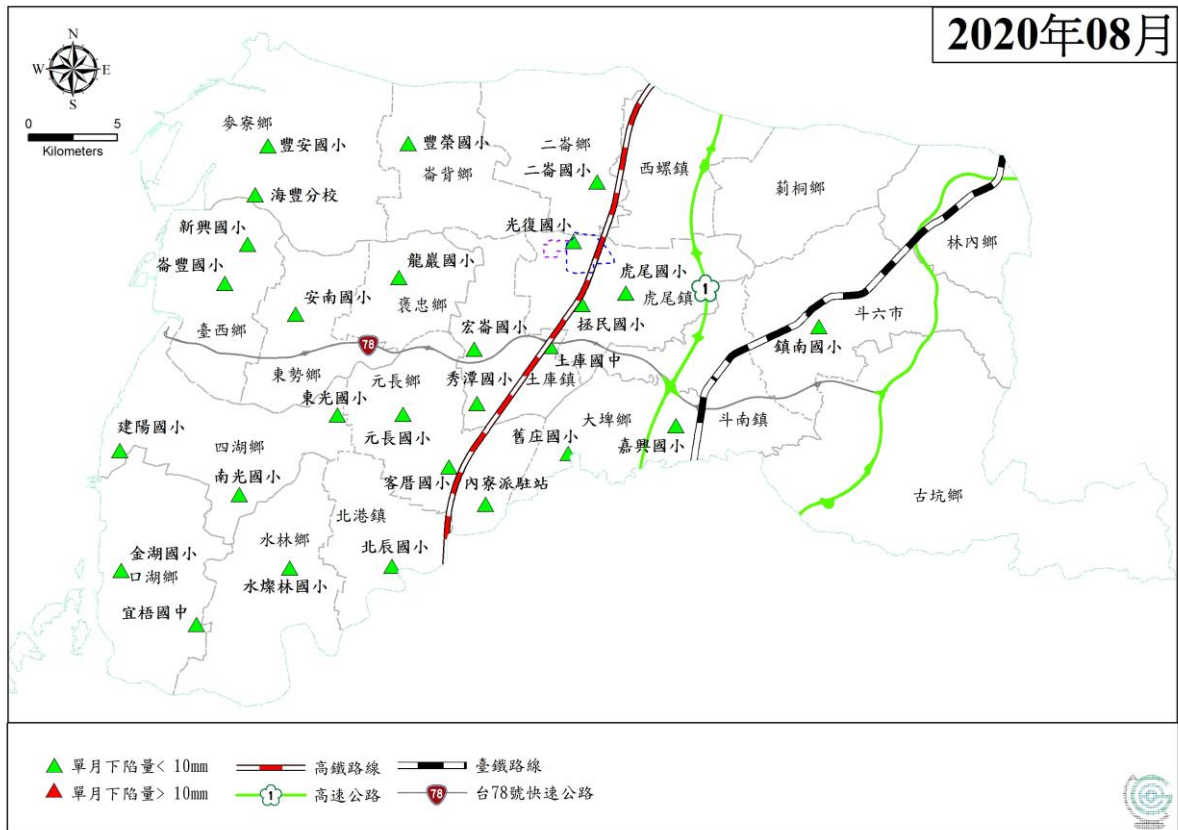 2020年08月
N
W
E
S
0
5
Kilometers
麥寮鄉
豐安國小
豐榮國小
崙背鄉
二崙鄉
二崙國小
西螺鎮
莿桐鄉
海豐分校
新興國小
光復國小
林內鄉
崙豐國小
龍巖國小
虎尾國小
安南國小
褒忠鄉
虎尾鎮
1
拯民國小
斗六市
臺西鄉
宏崙國小
鎮南國小
78
土庫國中
東勢鄉
元長鄉
秀潭國小
土庫鎮
東光國小
大埤鄉
斗南鎮
建陽國小
元長國小
舊庄國小
嘉興國小
四湖鄉
南光國小
客厝國小
內寮派駐站
古坑鄉
北港鎮
水林鄉
北辰國小
金湖國小
口湖鄉
水燦林國小
宜梧國中
單月下陷量< 10mm
高鐵路線
臺鐵路線
單月下陷量> 10mm
1
高速公路
78
台78號快速公路